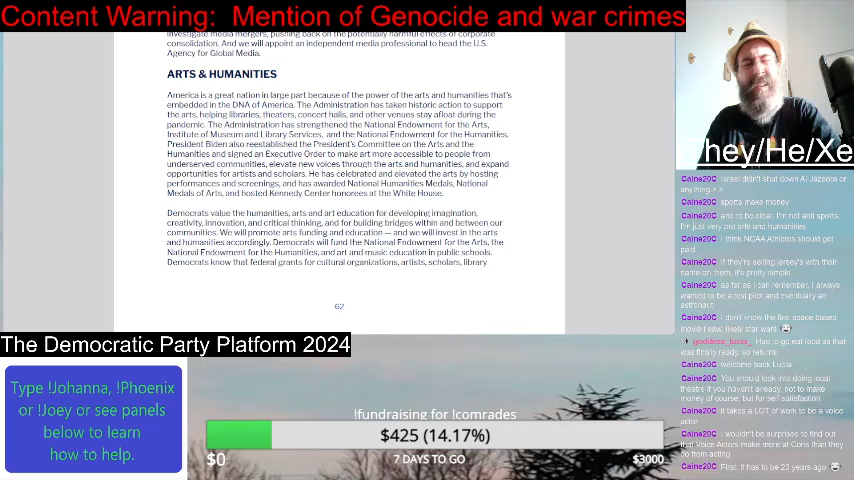 Content Warning: Mention of Genocide and war crimes
investigate media mergers, pushing back on the potentially harmful effects of corporate
consolidation. And we will appoint an independent media professional to head the U.S.
Agency for Global Media.
ARTS & HUMANITIES
America is a great nation in large part because of the power of the arts and humanities that's
embedded in the DNA of America. The Administration has taken historic action to support
the arts, helping libraries, theaters, concert halls, and other venues stay afloat during the
pandemic. The Administration has strengthened the National Endowment for the Arts,
Institute of Museum and Library Services, and the National Endowment for the Humanities.
President Biden also reestablished the President's Committee on the Arts and the
Humanities and signed an Executive Order to make art more accessible to people from
underserved communities, elevate new voices through the arts and humanities, and expand
opportunities for artists and scholars. He has celebrated and elevated the arts by hosting
performances and screenings, and has awarded National Humanities Medals, National
Medals of Arts, and hosted Kennedy Center honorees at the White House.
Democrats value the humanities, arts and art education for developing imagination,
creativity, innovation, and critical thinking, and for building bridges within and between our
communities. We will promote arts funding and education — and we will invest in the arts
and humanities accordingly. Democrats will fund the National Endowment for the Arts, the
National Endowment for the Humanities, and art and music education in public schools.
Democrats know that federal grants for cultural organizations, artists, scholars, library
62
The Democratic Party Platform 2024
Type !Johanna, !Phoenix
or !Joey or see panels
below to learn
how to help.
!fundraising for !comrades
$425 (14.17%)
$0
7 DAYS TO GO
$3000
They/He/Xe
Caine20C Israel didn't shut down Al Jazeera or
anything >.>
Caine20C sports make money
Caine20C and to be clear, I'm not anti sports,
I'm just very pro arts and humanities
Caine20C I think NCAA Athletes should get
paid
Caine20C If they're selling jersey's with their
name on them, it's pretty simple
Caine20C as far as I can remember, I always
wanted to be a test pilot and eventually an
astronaut
Caine20C I don't know the first space based
movie I saw, likely star wars
goddess_lucia_ Had to go eat food as that
was finally ready, so returns.
Caine20C welcome back Lucia
Caine20C You should look into doing local
theatre if you haven't already, not to make
money of course, but for self satisfaction
Caine20C It takes a LOT of work to be a voice
actor
Caine20C I wouldn't be surprised to find out
that Voice Actors make more at Cons than they
do from acting
Caine20C First, it has to be 20 years ago